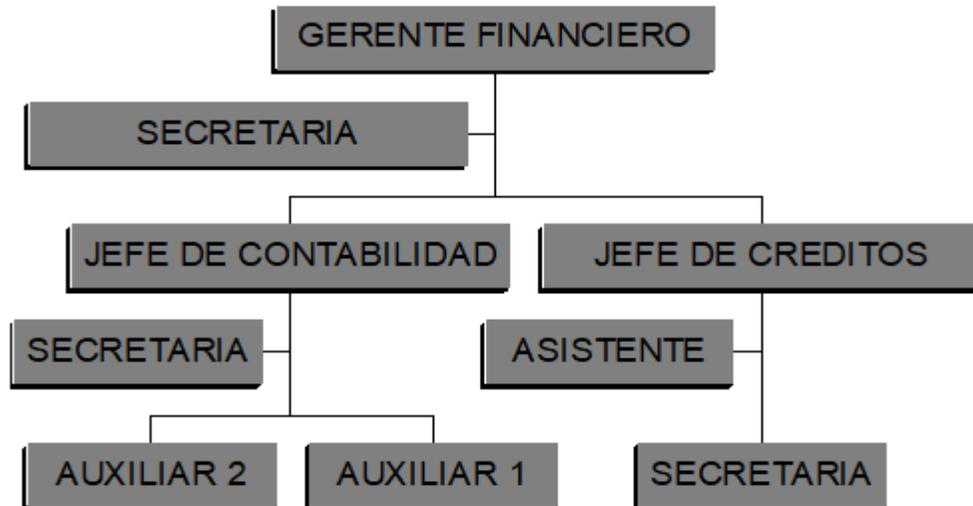 GERENTE FINANCIERO
SECRETARIA
JEFE DE CONTABILIDAD
JEFE DE CREDITOS
SECRETARIA
ASISTENTE
AUXILIAR 2
AUXILIAR 1
SECRETARIA